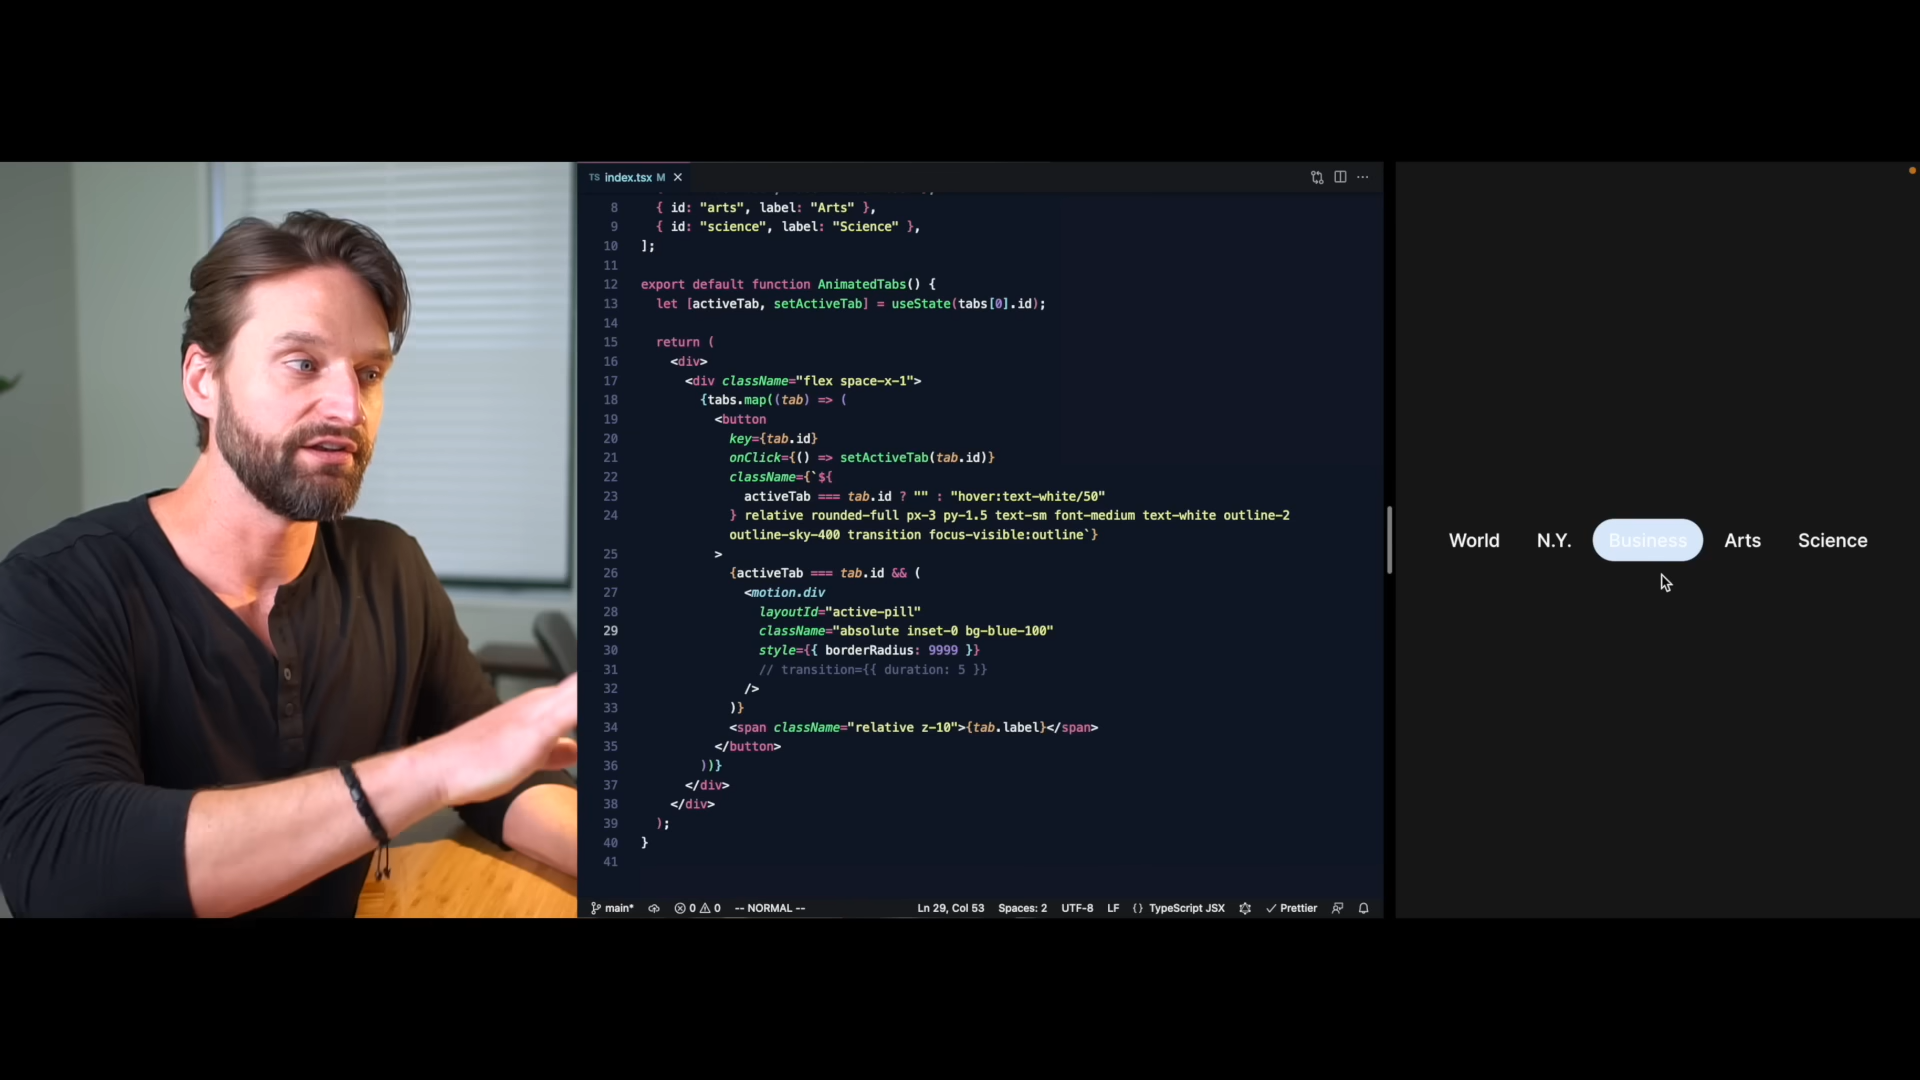 TS index.tsx M
8 { id: "arts", label: "Arts" },
9 { id: "science", label: "Science" },
10 ];
11
12 export default function AnimatedTabs() {
13 let [activeTab, setActiveTab] = useState(tabs[0].id);
14
15 return (
16 <div>
17 <div className="flex space-x-1">
18 {tabs.map((tab) => (
19 <button
20 key={tab.id}
21 onClick={() => setActiveTab(tab.id)}
22 className={`${
23 activeTab === tab.id ? "" : "hover:text-white/50"
24 } relative rounded-full px-3 py-1.5 text-sm font-medium text-white outline-2
outline-sky-400 transition focus-visible:outline`}
25 >
26 {activeTab === tab.id && (
27 <motion.div
28 layoutId="active-pill"
29 className="absolute inset-0 bg-blue-100"
30 style={{ borderRadius: 9999 }}
31 // transition={{ duration: 5 }}
32 />
33 )}
34 <span className="relative z-10">{tab.label}</span>
35 </button>
36 ))}
37 </div>
38 </div>
39 );
40 }
41
main* 0 0 -- NORMAL -- Ln 29, Col 53 Spaces: 2 UTF-8 LF {} TypeScript JSX Prettier
World N.Y. Business Arts Science